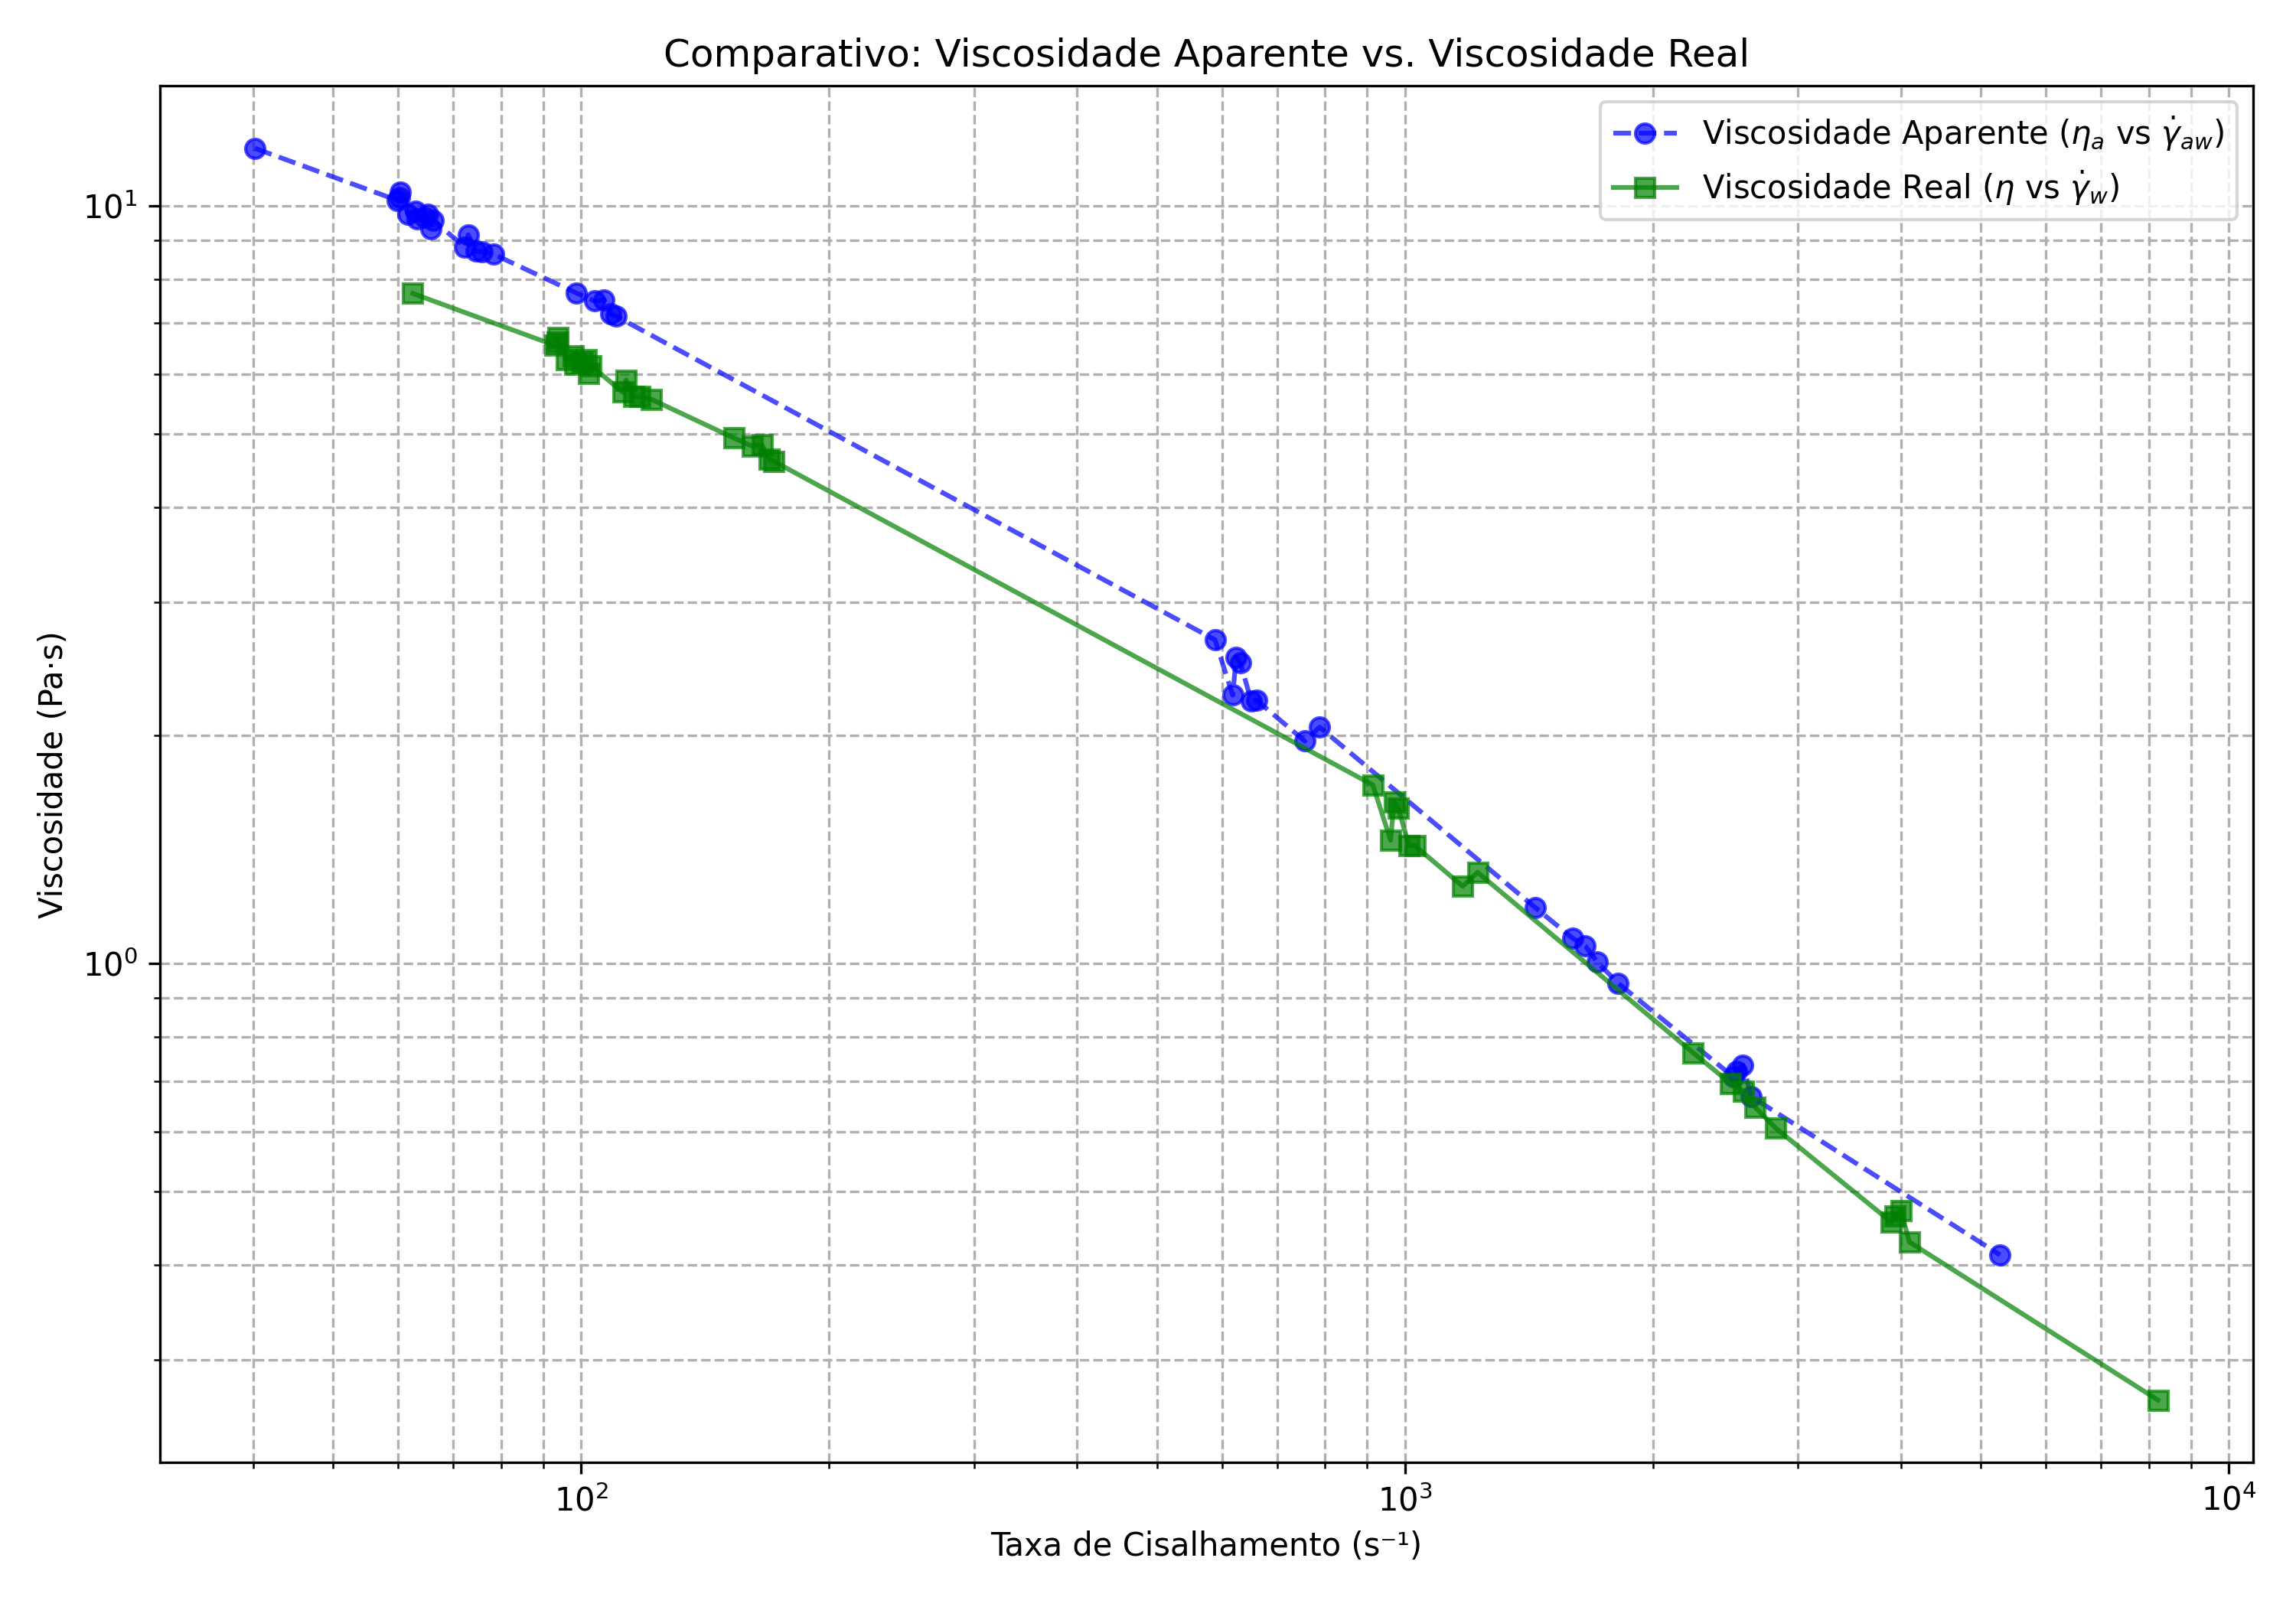 Comparativo: Viscosidade Aparente vs. Viscosidade Real
Viscosidade Aparente (ηₐ vs γ̇ₐw)
Viscosidade Real (η vs γ̇w)
10¹
10⁰
Viscosidade (Pa·s)
10² 10³ 10⁴
Taxa de Cisalhamento (s⁻¹)